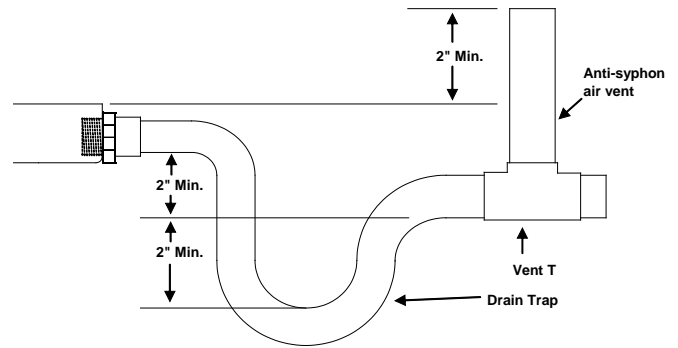 2" Min.
Anti-syphon
air vent
2" Min.
2" Min.
Vent T
Drain Trap